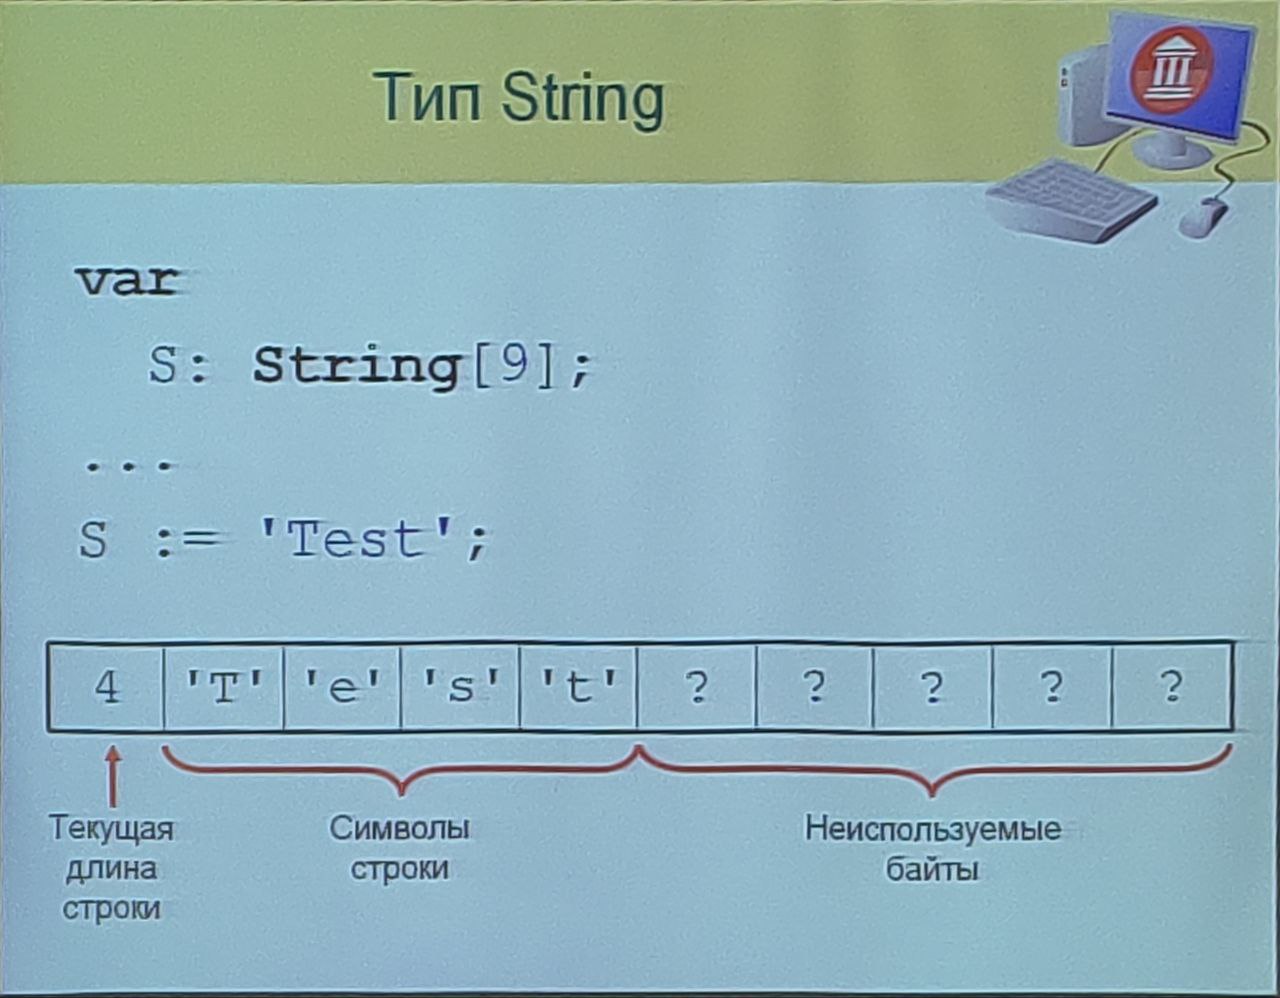 Тип String
var
S: String[9];
...
S := 'Test';
4 'T' 'e' 's' 't' ? ? ? ? ?
Текущая
длина
строки
Символы
строки
Неиспользуемые
байты